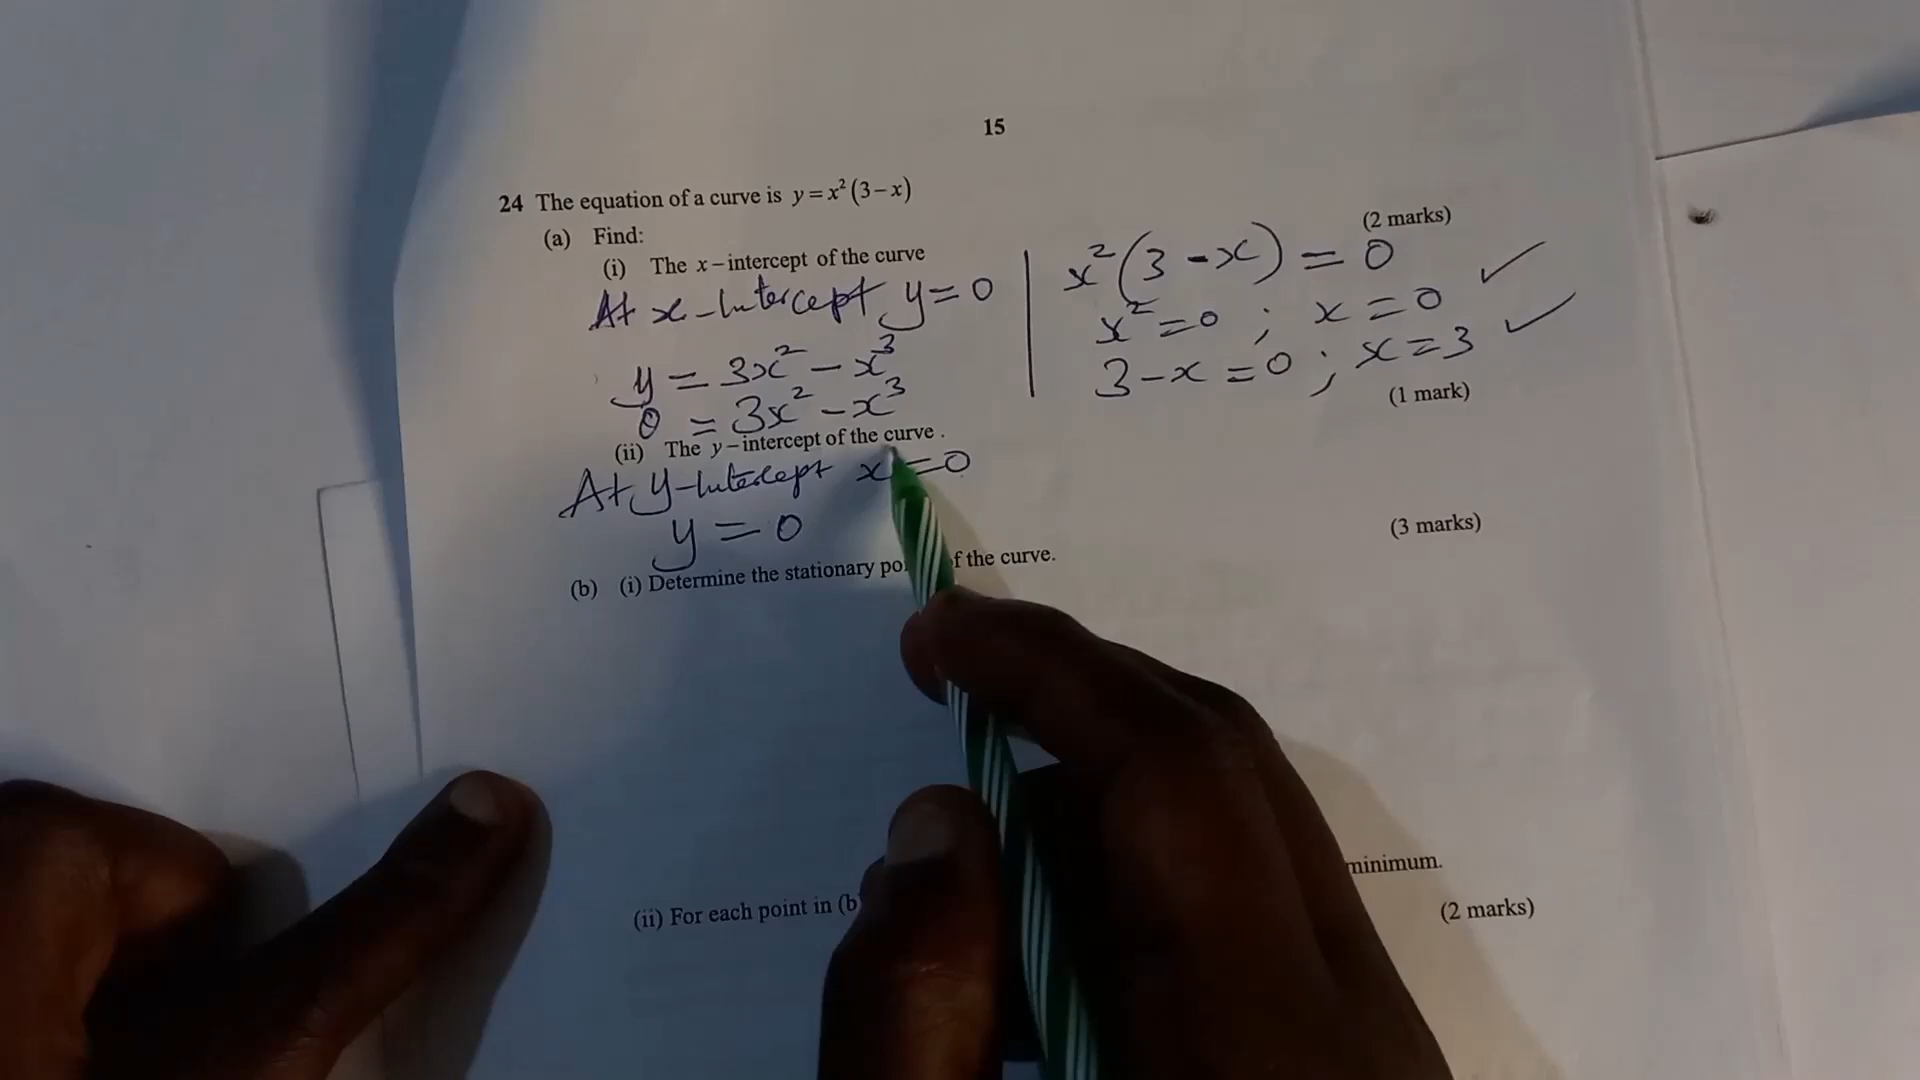 15
24 The equation of a curve is y = x² (3 − x)
(a) Find:
(2 marks)
(i) The x – intercept of the curve
At x - Intercept y = 0
y = 3x² − x³
0 = 3x² − x³
x² (3 - x) = 0
x² = 0 ; x = 0 ✓
3 - x = 0 ; x = 3 ✓
(1 mark)
(ii) The y – intercept of the curve .
At y - Intercept x = 0
y = 0
(3 marks)
(b) (i) Determine the stationary of the curve.
(ii) For each point in (b minimum.
(2 marks)